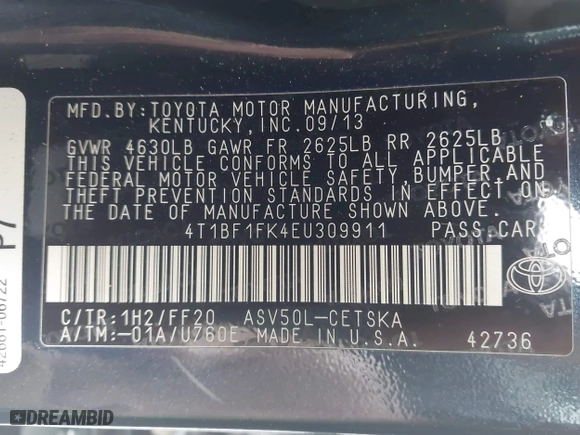 MFD.BY:TOYOTA MOTOR MANUFACTURING,
KENTUCKY, INC.09/13
GVWR 4630LB GAWR FR 2625LB RR 2625LB
THIS VEHICLE CONFORMS TO ALL APPLICABLE
FEDERAL MOTOR VEHICLE SAFETY, BUMPER, AND
THEFT PREVENTION STANDARDS IN EFFECT ON
THE DATE OF MANUFACTURE SHOWN ABOVE.
4T1BF1FK4EU309911 PASS.CAR
C/TR:1H2/FF20 ASV50L-CETSKA
A/TM:-01A/U760E MADE IN U.S.A. 42736
DREAMBID